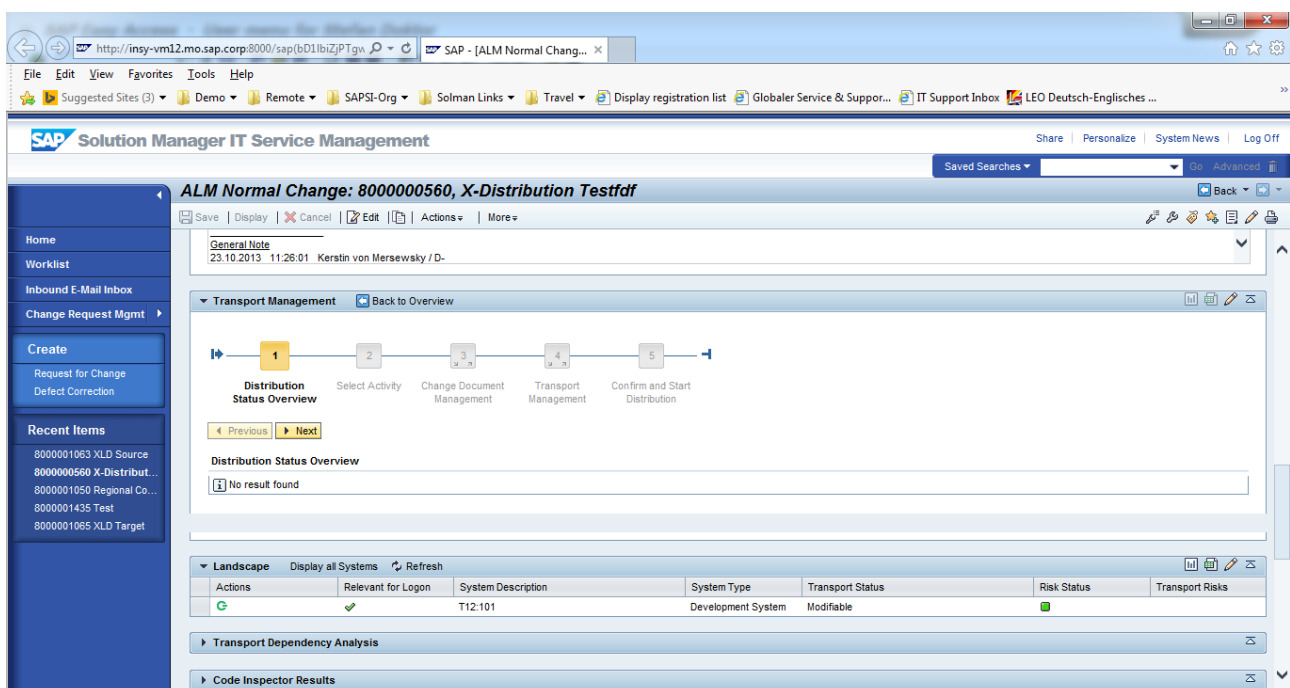 http://insy-vm12.mo.sap.corp:8000/sap(bD1lbiZjPTgw
SAP - [ALM Normal Chang...
File Edit View Favorites Tools Help
Suggested Sites (3) Demo Remote SAPSI-Org Solman Links Travel Display registration list Globaler Service & Suppor... IT Support Inbox LEO Deutsch-Englisches ...
SAP Solution Manager IT Service Management
Share Personalize System News Log Off
Saved Searches Go Advanced
ALM Normal Change: 8000000560, X-Distribution Testfdf
Back
Save | Display | Cancel | Edit | Actions | More
Home
Worklist
Inbound E-Mail Inbox
Change Request Mgmt
Create
Request for Change
Defect Correction
Recent Items
8000001063 XLD Source
8000000560 X-Distribut...
8000001050 Regional Co...
8000001435 Test
8000001065 XLD Target
General Note
23.10.2013 11:26:01 Kerstin von Mersewsky / D-
Transport Management Back to Overview
1 2 3 4 5
Distribution Status Overview
Select Activity
Change Document Management
Transport Management
Confirm and Start Distribution
Previous Next
Distribution Status Overview
No result found
Landscape Display all Systems Refresh
Actions Relevant for Logon System Description System Type Transport Status Risk Status Transport Risks
T12:101 Development System Modifiable
Transport Dependency Analysis
Code Inspector Results